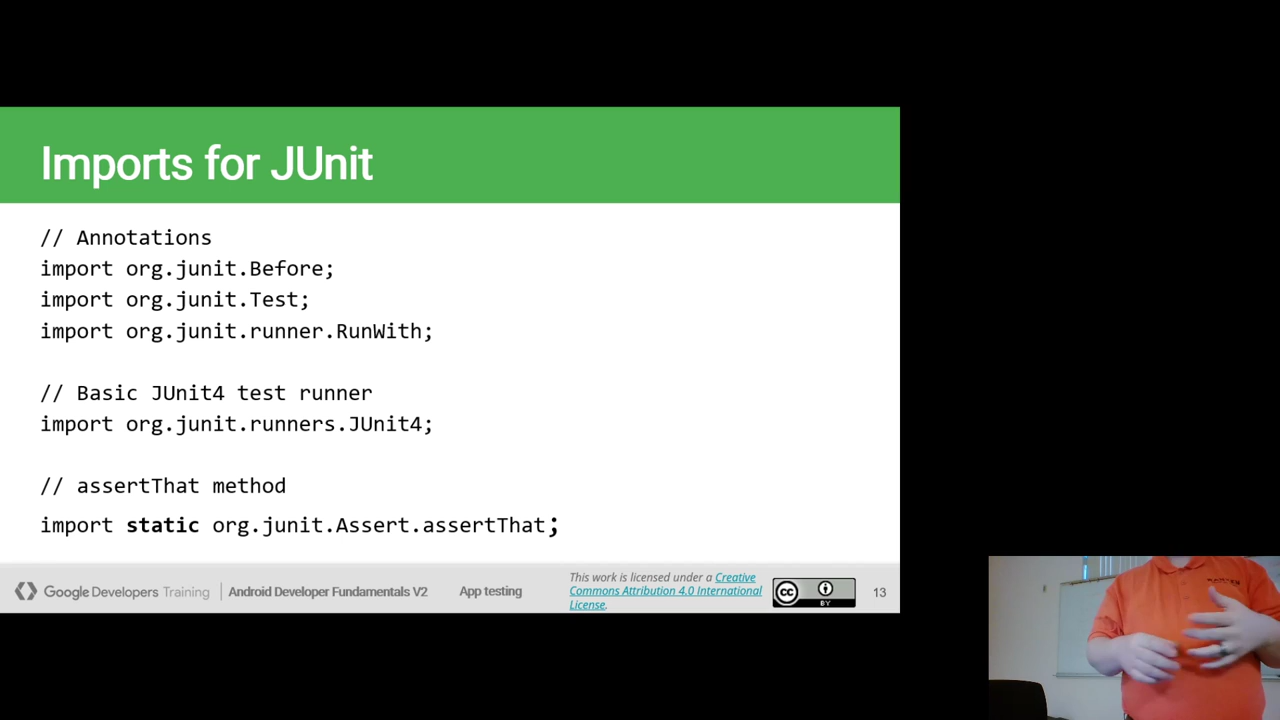 Imports for JUnit
// Annotations
import org.junit.Before;
import org.junit.Test;
import org.junit.runner.RunWith;
// Basic JUnit4 test runner
import org.junit.runners.JUnit4;
// assertThat method
import static org.junit.Assert.assertThat;
Google Developers Training
Android Developer Fundamentals V2
App testing
This work is licensed under a Creative
Commons Attribution 4.0 International
License.
cc
BY
13